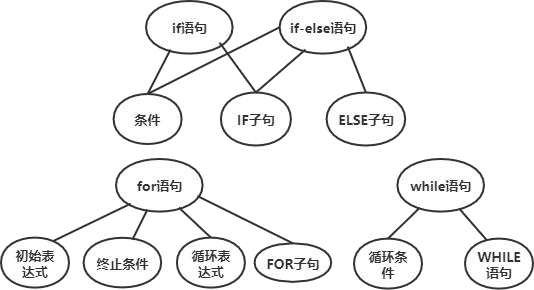 if语句
if-else语句
条件
IF子句
ELSE子句
for语句
while语句
初始表
达式
终止条件
循环表
达式
FOR子句
循环条
件
WHILE
语句